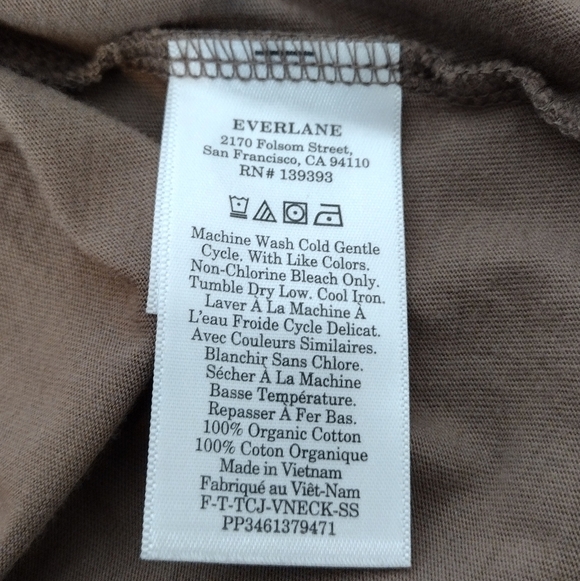 EVERLANE
2170 Folsom Street,
San Francisco, CA 94110
RN# 139393
Machine Wash Cold Gentle
Cycle. With Like Colors.
Non-Chlorine Bleach Only.
Tumble Dry Low. Cool Iron.
Laver À La Machine À
L'eau Froide Cycle Delicat.
Avec Couleurs Similaires.
Blanchir Sans Chlore.
Sécher À La Machine
Basse Température.
Repasser À Fer Bas.
100% Organic Cotton
100% Coton Organique
Made in Vietnam
Fabriqué au Viêt-Nam
F-T-TCJ-VNECK-SS
PP3461379471